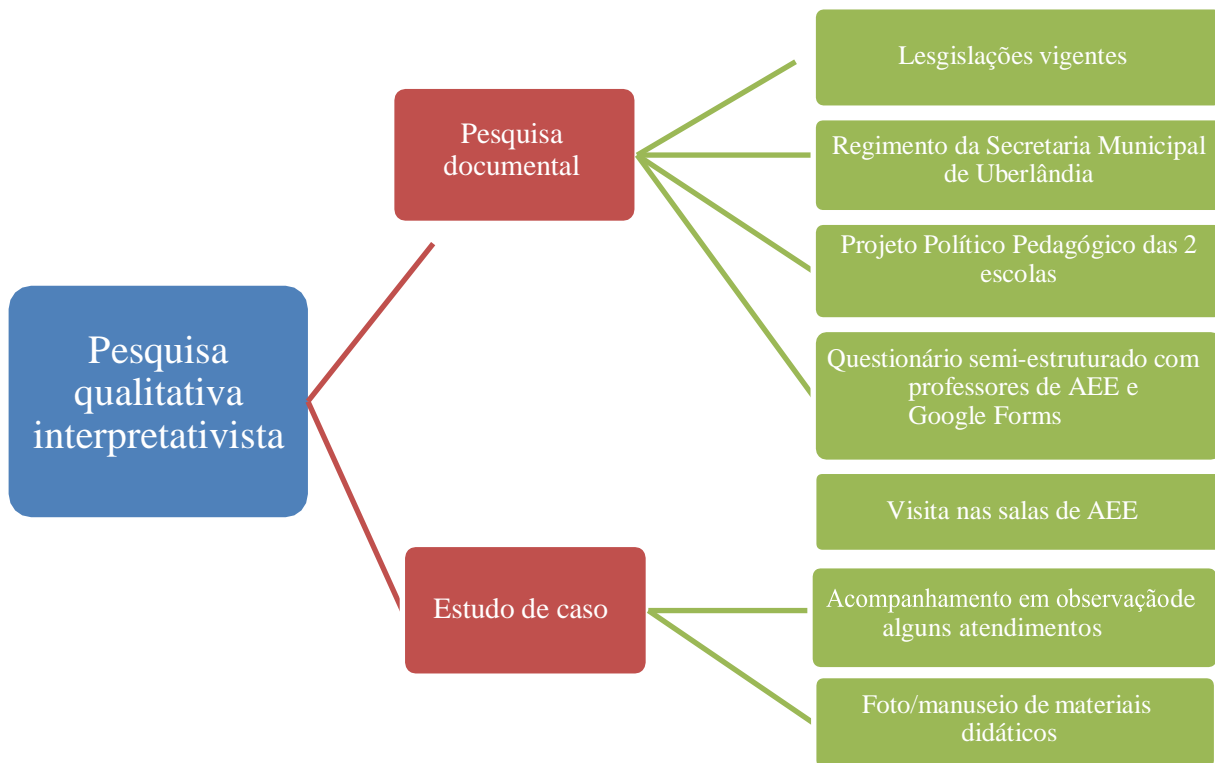 Pesquisa
qualitativa
interpretativista
Pesquisa
documental
Lesgislações vigentes
Regimento da Secretaria Municipal
de Uberlândia
Projeto Político Pedagógico das 2
escolas
Questionário semi-estruturado com
professores de AEE e
Google Forms
Estudo de caso
Visita nas salas de AEE
Acompanhamento em observaçãode
alguns atendimentos
Foto/manuseio de materiais
didáticos